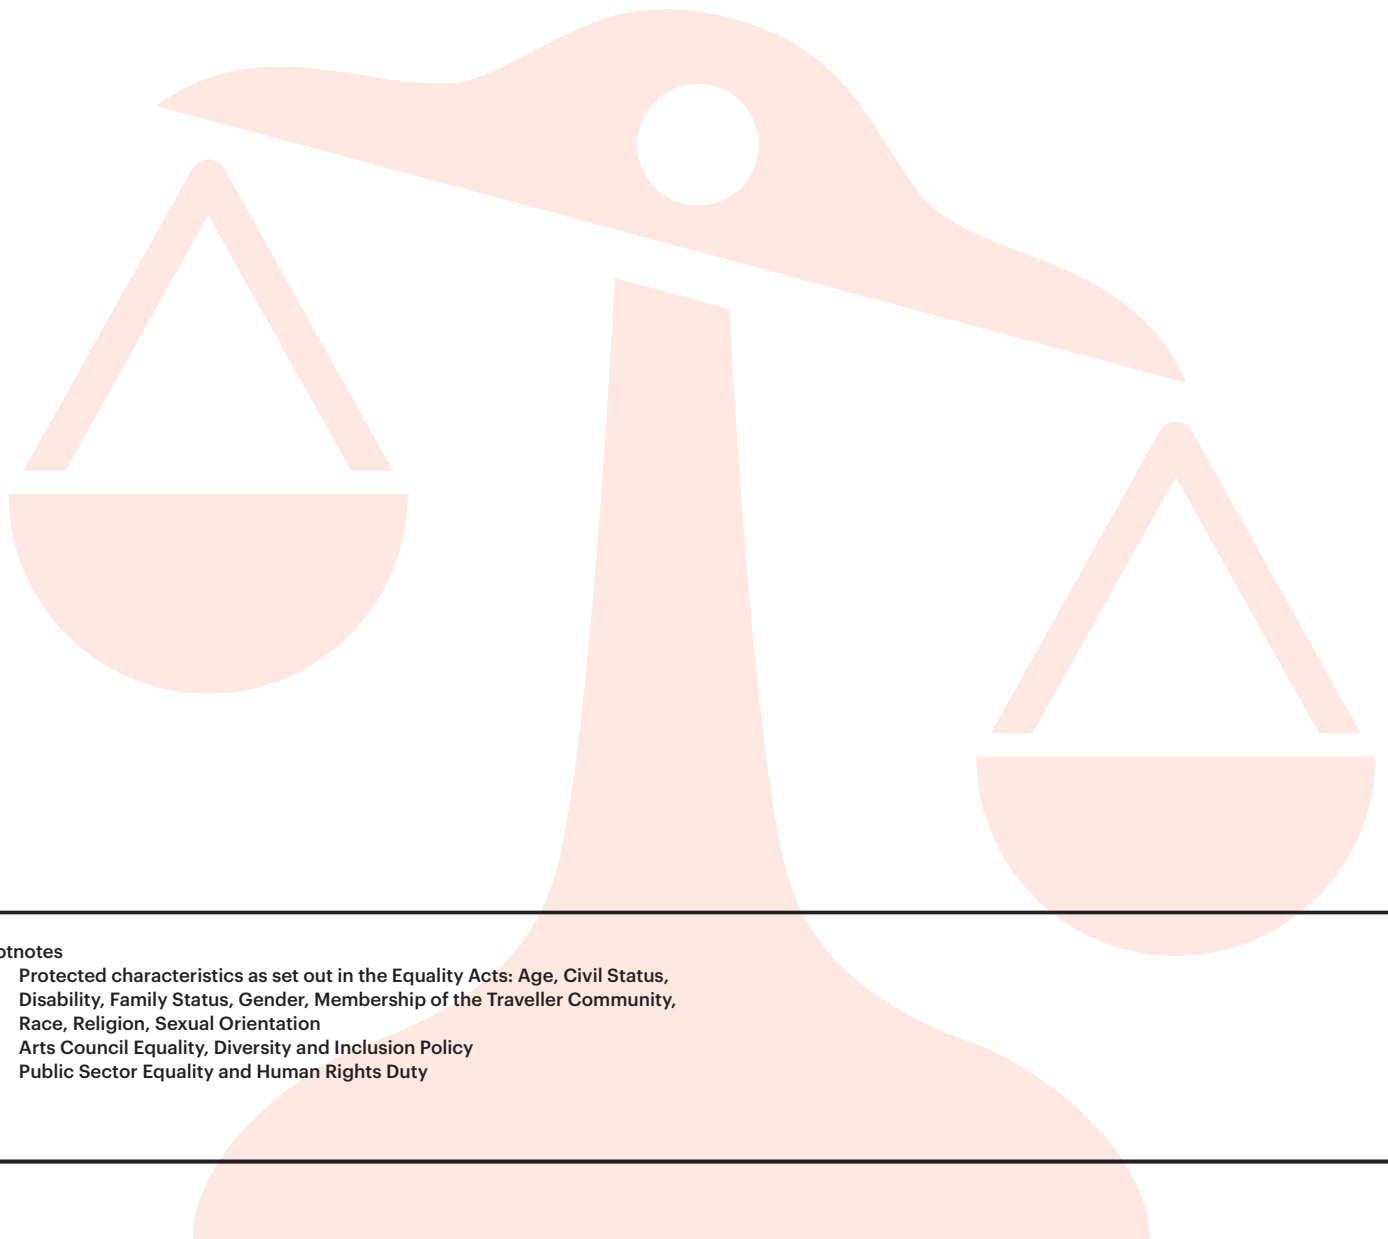 otnotes
Protected characteristics as set out in the Equality Acts: Age, Civil Status,
Disability, Family Status, Gender, Membership of the Traveller Community,
Race, Religion, Sexual Orientation
Arts Council Equality, Diversity and Inclusion Policy
Public Sector Equality and Human Rights Duty